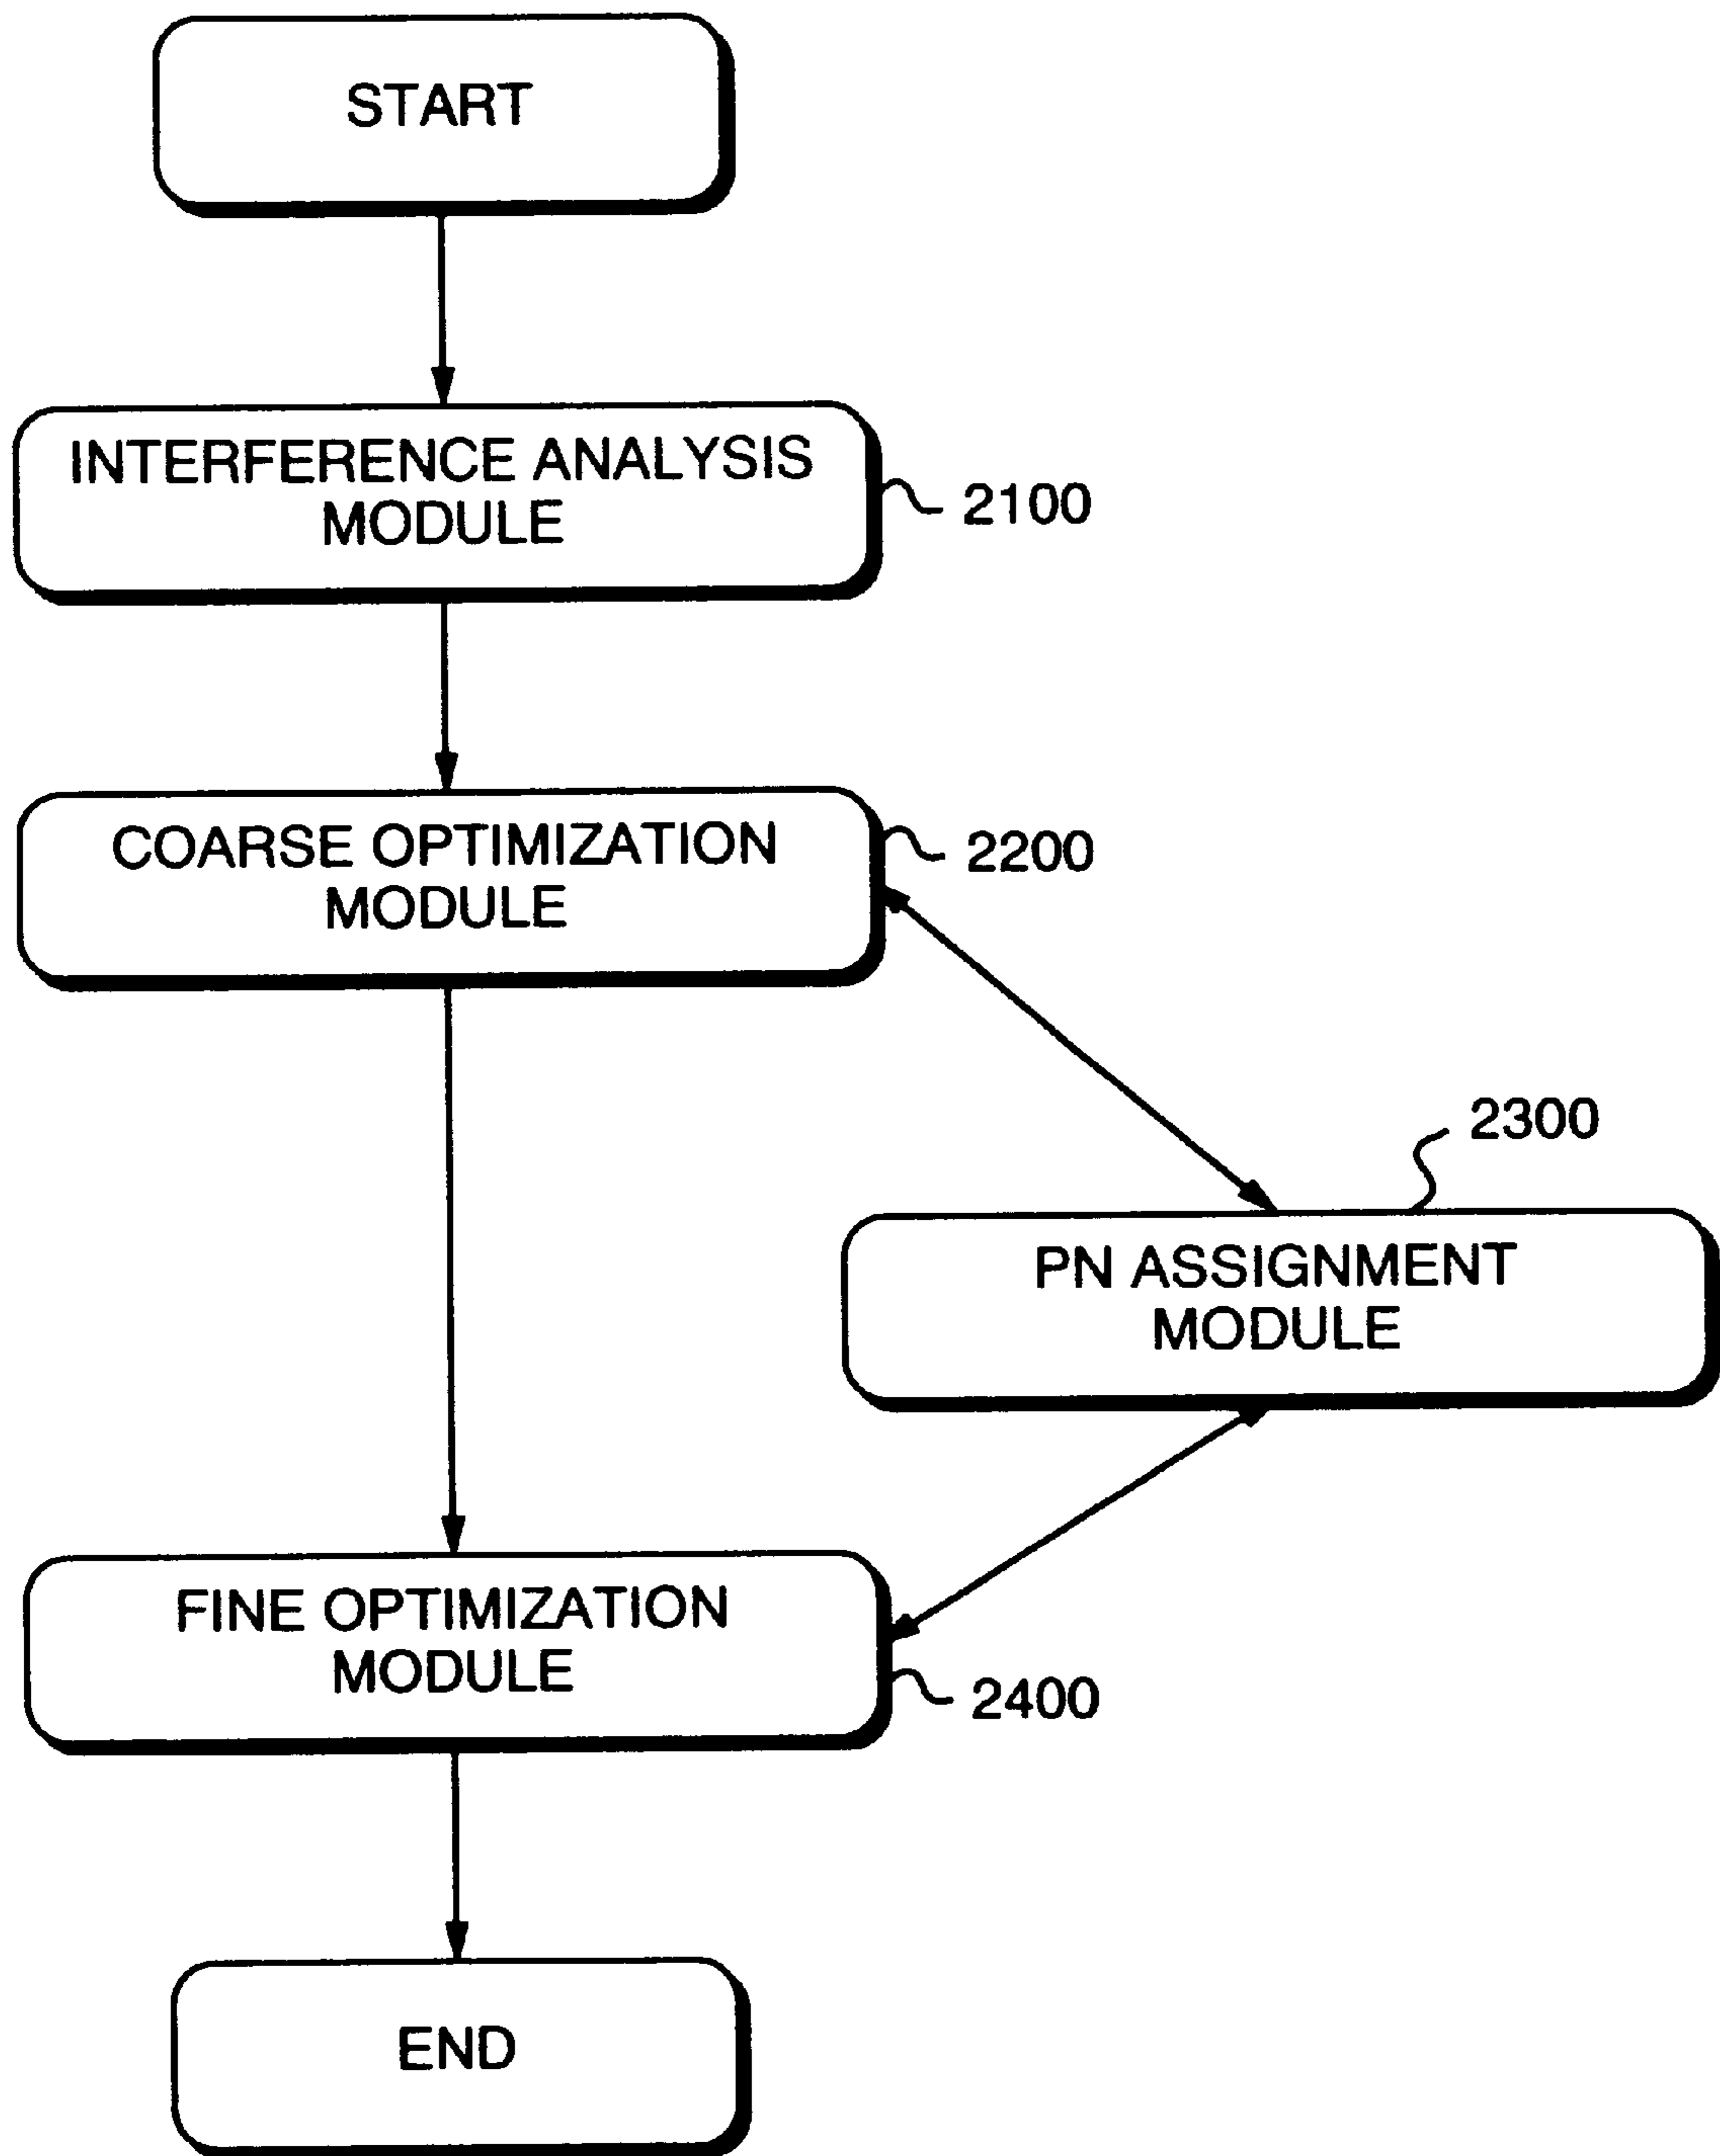 START
INTERFERENCE ANALYSIS
MODULE
2100
COARSE OPTIMIZATION
MODULE
2200
2300
PN ASSIGNMENT
MODULE
FINE OPTIMIZATION
MODULE
2400
END